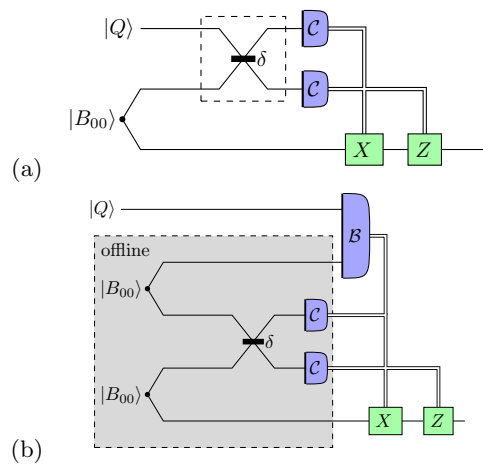 |Q⟩
𝒞
δ
𝒞
|B₀₀⟩
X Z
(a)
|Q⟩
ℬ
offline
|B₀₀⟩
𝒞
δ
𝒞
|B₀₀⟩
X Z
(b)